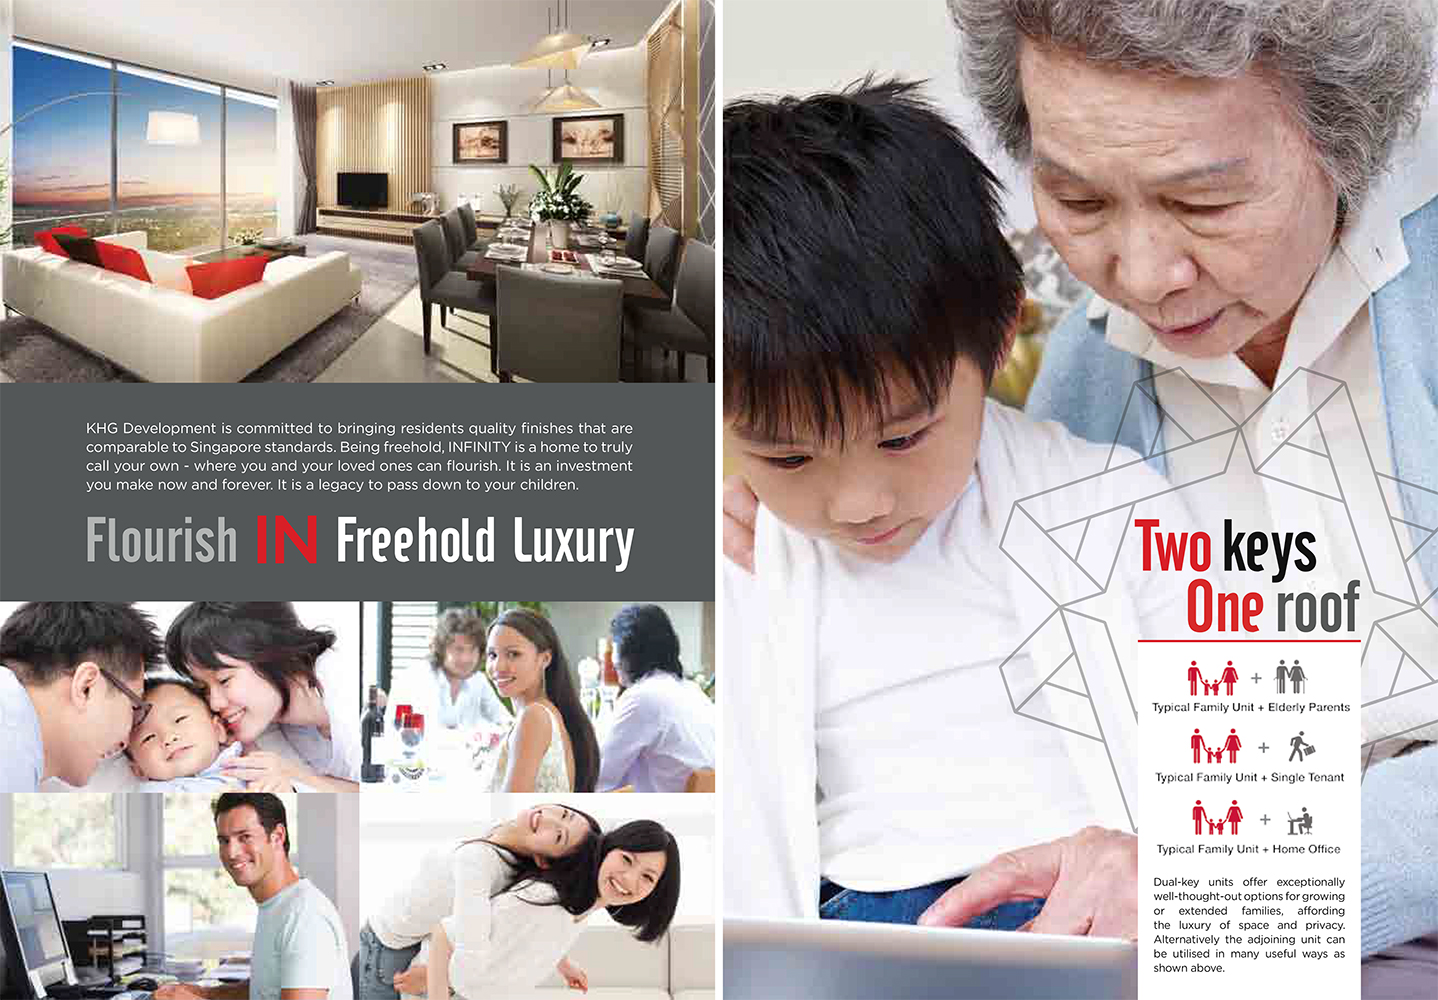 KHG Development is committed to bringing residents quality finishes that are
comparable to Singapore standards. Being freehold, INFINITY is a home to truly
call your own - where you and your loved ones can flourish. It is an investment
you make now and forever. It is a legacy to pass down to your children.
Flourish IN Freehold Luxury
Two keys
One roof
Typical Family Unit + Elderly Parents
Typical Family Unit + Single Tenant
Typical Family Unit + Home Office
Dual-key units offer exceptionally
well-thought-out options for growing
or extended families, affording
the luxury of space and privacy.
Alternatively the adjoining unit can
be utilised in many useful ways as
shown above.